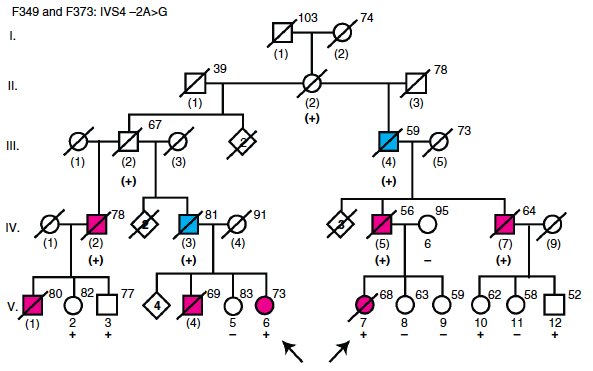 F349 and F373: IVS4 –2A>G
103 74
I.
(1) (2)
39 78
II.
(1) (2) (3)
(+)
67 2 59 73
III.
(1) (2) (3) (4) (5)
(+) (+)
78 2 81 91 3 56 95 64
IV.
(1) (2) (3) (4) (5) 6 (7) (9)
(+) (+) (+) – (+)
80 82 77 4 69 83 73 68 63 59 62 58 52
V.
(1) 2 3 (4) 5 6 7 8 9 10 11 12
+ + – + + – – + – +